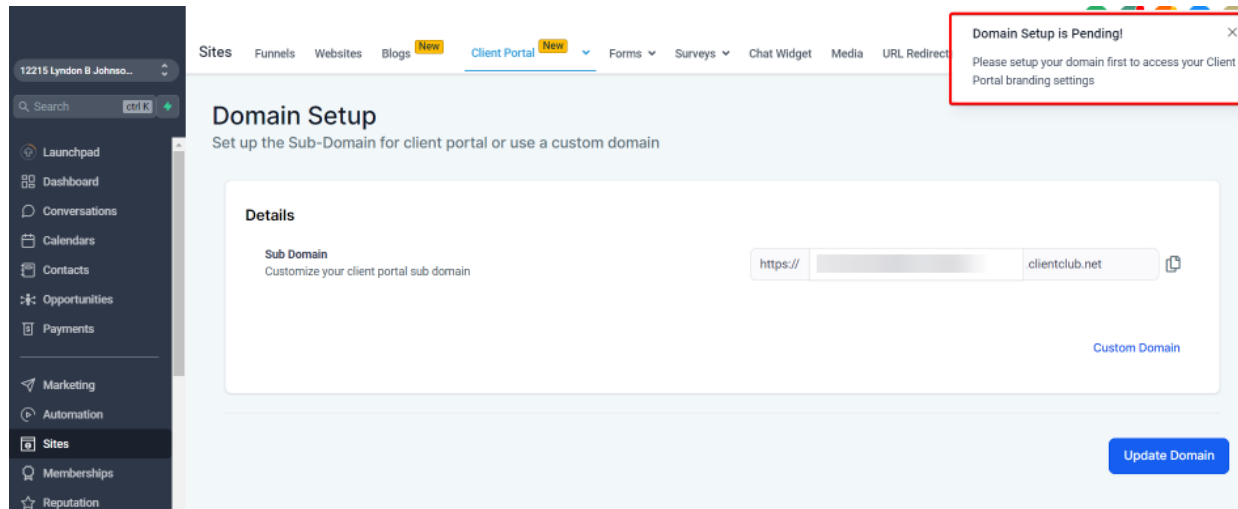 12215 Lyndon B Johnso...
Search ctrl K
Launchpad
Dashboard
Conversations
Calendars
Contacts
Opportunities
Payments
Marketing
Automation
Sites
Memberships
Reputation
Sites Funnels Websites Blogs New Client Portal New Forms Surveys Chat Widget Media URL Redirect
Domain Setup is Pending!
Please setup your domain first to access your Client
Portal branding settings
Domain Setup
Set up the Sub-Domain for client portal or use a custom domain
Details
Sub Domain
Customize your client portal sub domain
https:// .clientclub.net
Custom Domain
Update Domain